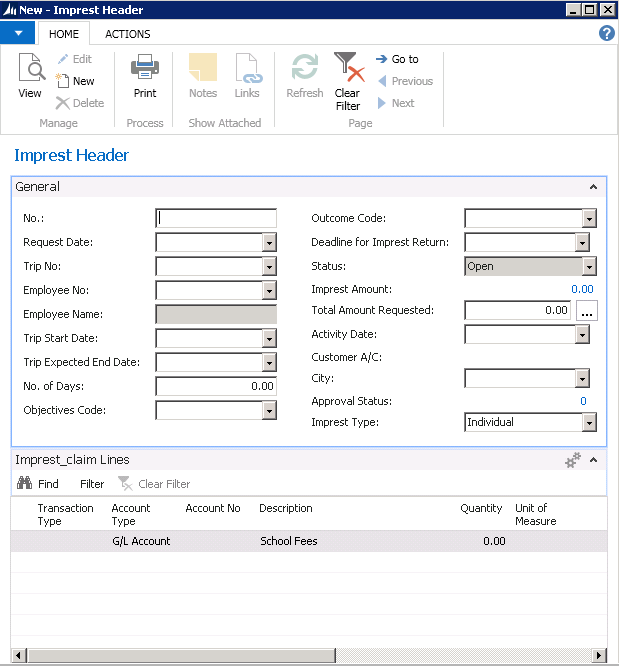 New - Imprest Header
HOME ACTIONS
View Edit New Delete
Manage
Print
Process
Notes Links
Show Attached
Refresh Clear Filter Go to Previous Next
Page
Imprest Header
General
No.:
Request Date:
Trip No:
Employee No:
Employee Name:
Trip Start Date:
Trip Expected End Date:
No. of Days: 0.00
Objectives Code:
Outcome Code:
Deadline for Imprest Return:
Status: Open
Imprest Amount: 0.00
Total Amount Requested: 0.00 ...
Activity Date:
Customer A/C:
City:
Approval Status: 0
Imprest Type: Individual
Imprest_claim Lines
Find Filter Clear Filter
Transaction Type Account Type Account No Description Quantity Unit of Measure
G/L Account School Fees 0.00